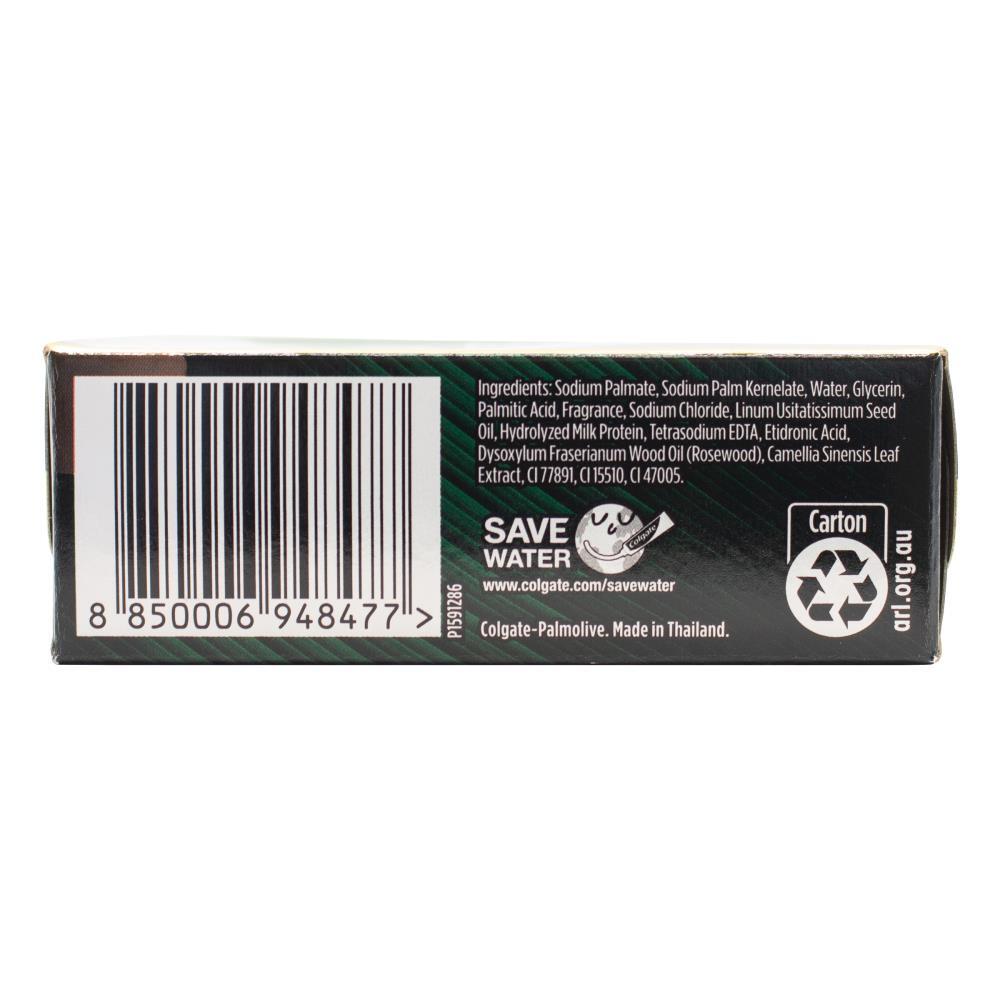 Ingredients: Sodium Palmate, Sodium Palm Kernelate, Water, Glycerin,
Palmitic Acid, Fragrance, Sodium Chloride, Linum Usitatissimum Seed
Oil, Hydrolyzed Milk Protein, Tetrasodium EDTA, Etidronic Acid,
Dysoxylum Fraserianum Wood Oil (Rosewood), Camellia Sinensis Leaf
Extract, CI 77891, CI 15510, CI 47005.
SAVE
WATER
Colgate
www.colgate.com/savewater
Colgate-Palmolive. Made in Thailand.
Carton
arl.org.au
8 850006 948477 >
P1591286